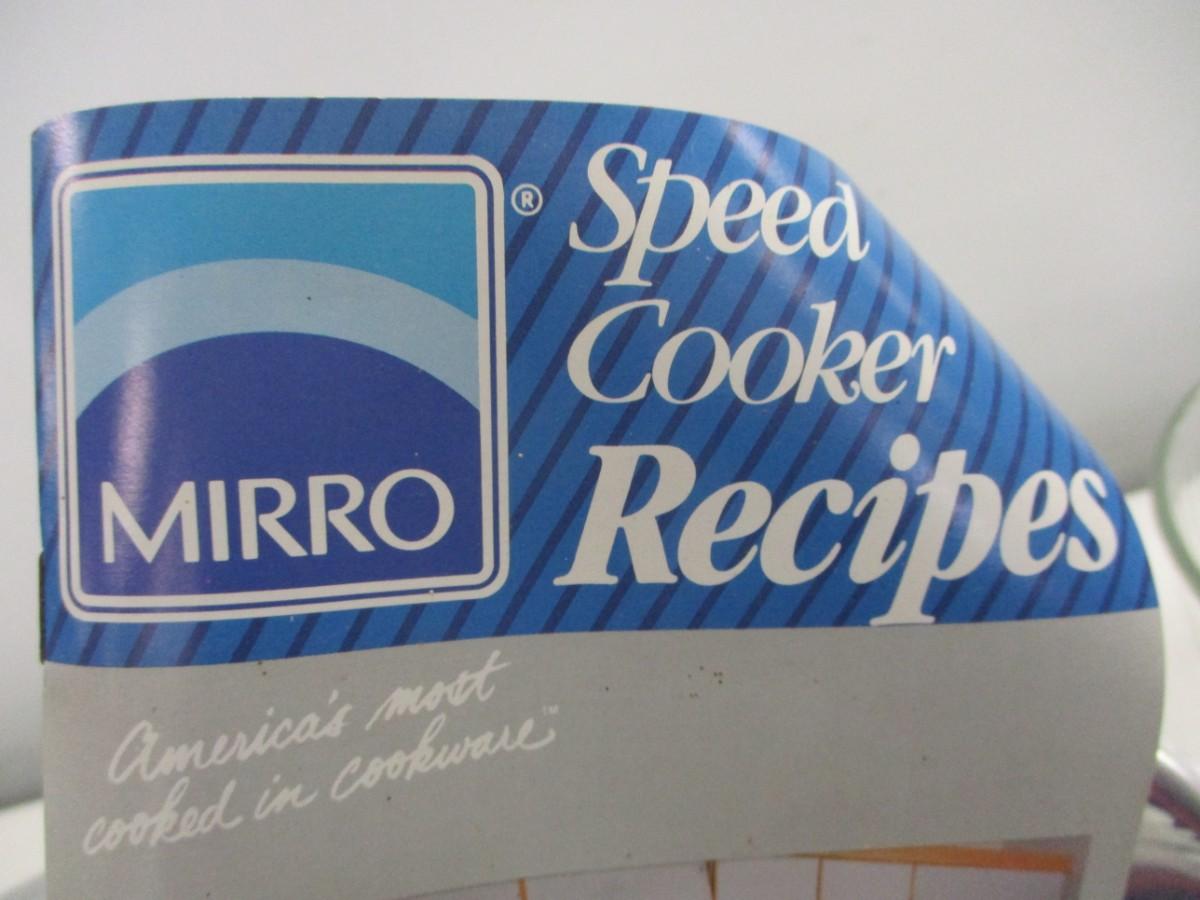 MIRRO
®
Speed
Cooker
Recipes
America's most
cooked in cookware™